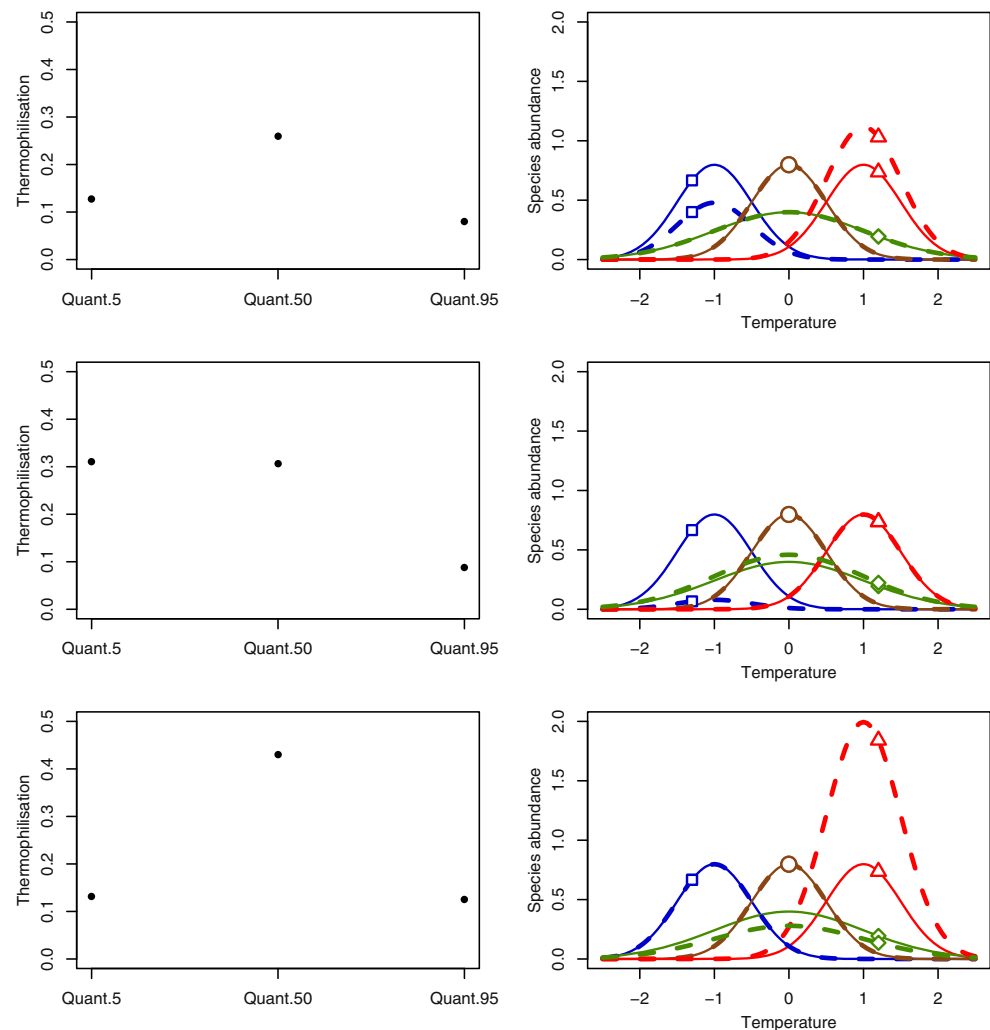 Thermophilisation
0.0 0.1 0.2 0.3 0.4 0.5
Quant.5 Quant.50 Quant.95
Species abundance
0.0 0.5 1.0 1.5 2.0
−2 −1 0 1 2
Temperature
Thermophilisation
0.0 0.1 0.2 0.3 0.4 0.5
Quant.5 Quant.50 Quant.95
Species abundance
0.0 0.5 1.0 1.5 2.0
−2 −1 0 1 2
Temperature
Thermophilisation
0.0 0.1 0.2 0.3 0.4 0.5
Quant.5 Quant.50 Quant.95
Species abundance
0.0 0.5 1.0 1.5 2.0
−2 −1 0 1 2
Temperature